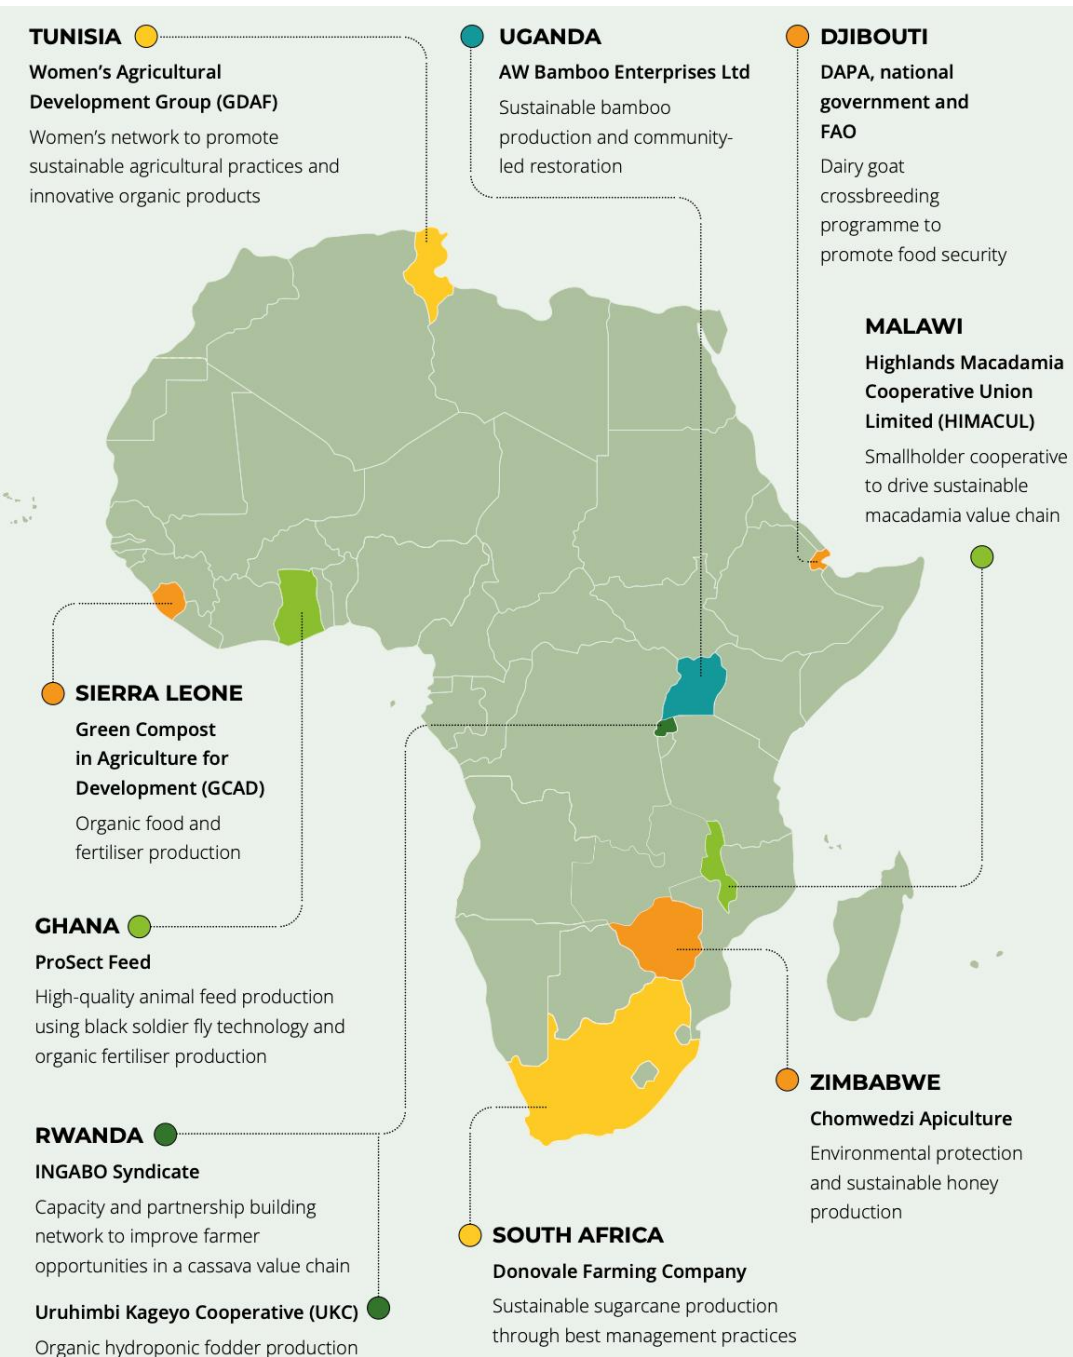 TUNISIA
Women’s Agricultural
Development Group (GDAF)
Women’s network to promote
sustainable agricultural practices and
innovative organic products
UGANDA
AW Bamboo Enterprises Ltd
Sustainable bamboo
production and community-
led restoration
DJIBOUTI
DAPA, national
government and
FAO
Dairy goat
crossbreeding
programme to
promote food security
MALAWI
Highlands Macadamia
Cooperative Union
Limited (HIMACUL)
Smallholder cooperative
to drive sustainable
macadamia value chain
SIERRA LEONE
Green Compost
in Agriculture for
Development (GCAD)
Organic food and
fertiliser production
GHANA
ProSect Feed
High-quality animal feed production
using black soldier fly technology and
organic fertiliser production
RWANDA
INGABO Syndicate
Capacity and partnership building
network to improve farmer
opportunities in a cassava value chain
Uruhimbi Kageyo Cooperative (UKC)
Organic hydroponic fodder production
ZIMBABWE
Chomwedzi Apiculture
Environmental protection
and sustainable honey
production
SOUTH AFRICA
Donovale Farming Company
Sustainable sugarcane production
through best management practices